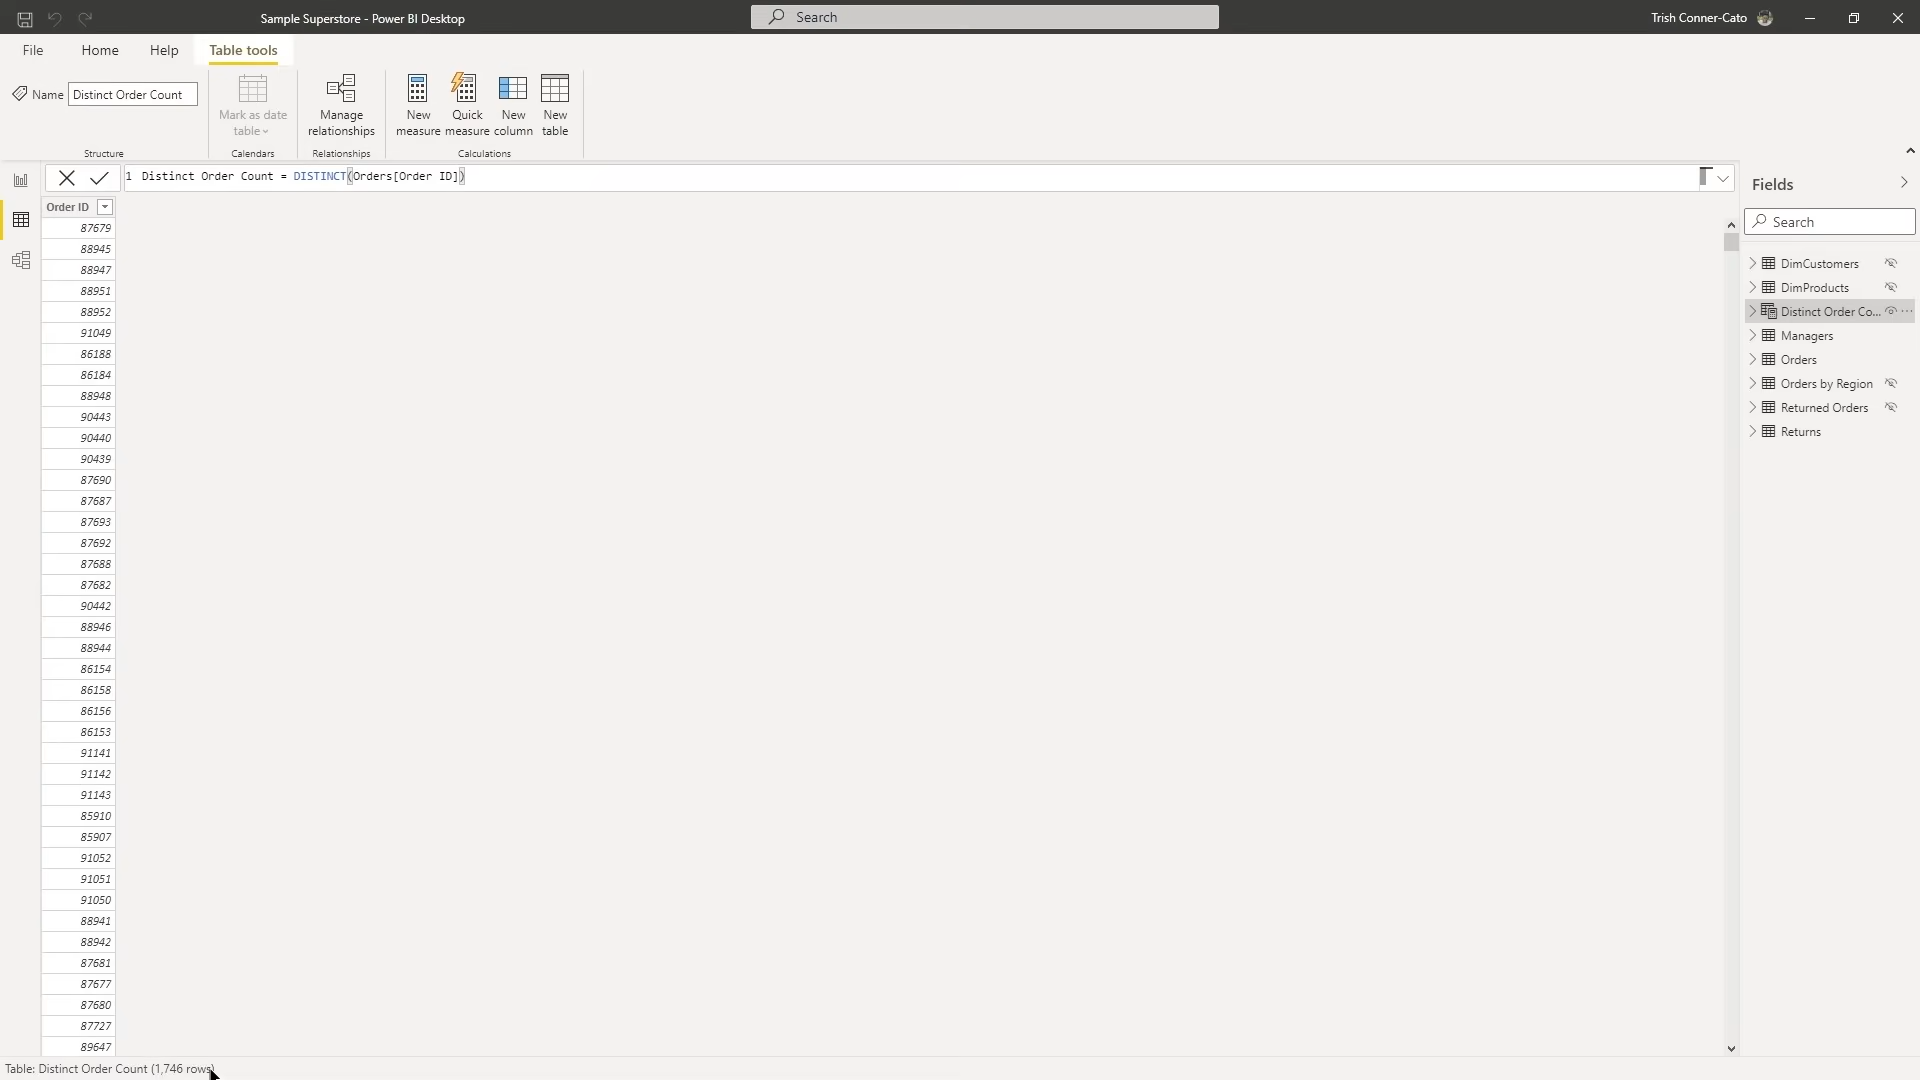 Sample Superstore - Power BI Desktop
Search
Trish Conner-Cato
File
Home
Help
Table tools
Name
Distinct Order Count
Mark as date table
Manage relationships
New measure
Quick measure
New column
New table
Structure
Calendars
Relationships
Calculations
1 Distinct Order Count = DISTINCT(Orders[Order ID])
Order ID
87679
88945
88947
88951
88952
91049
86188
86184
88948
90443
90440
90439
87690
87687
87693
87692
87688
87682
90442
88946
88944
86154
86158
86156
86153
91141
91142
91143
85910
85907
91052
91051
91050
88941
88942
87681
87677
87680
87727
89647
Fields
Search
DimCustomers
DimProducts
Distinct Order Co...
Managers
Orders
Orders by Region
Returned Orders
Returns
Table: Distinct Order Count (1,746 rows)